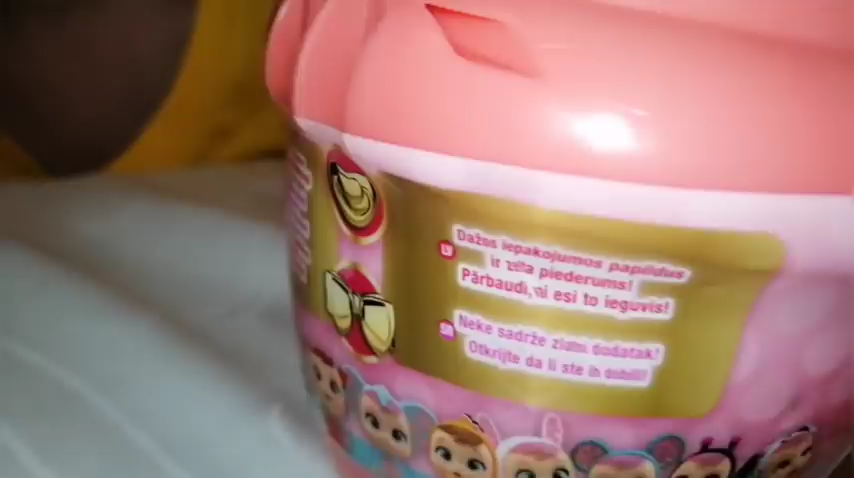 LV
Dažos iepakojumos papildus
ir zelta piederums!
Pārbaudi, vai esi to ieguvis!
Neke sadrže zlatni dodatak!
Otkrijte da li ste ih dobili!